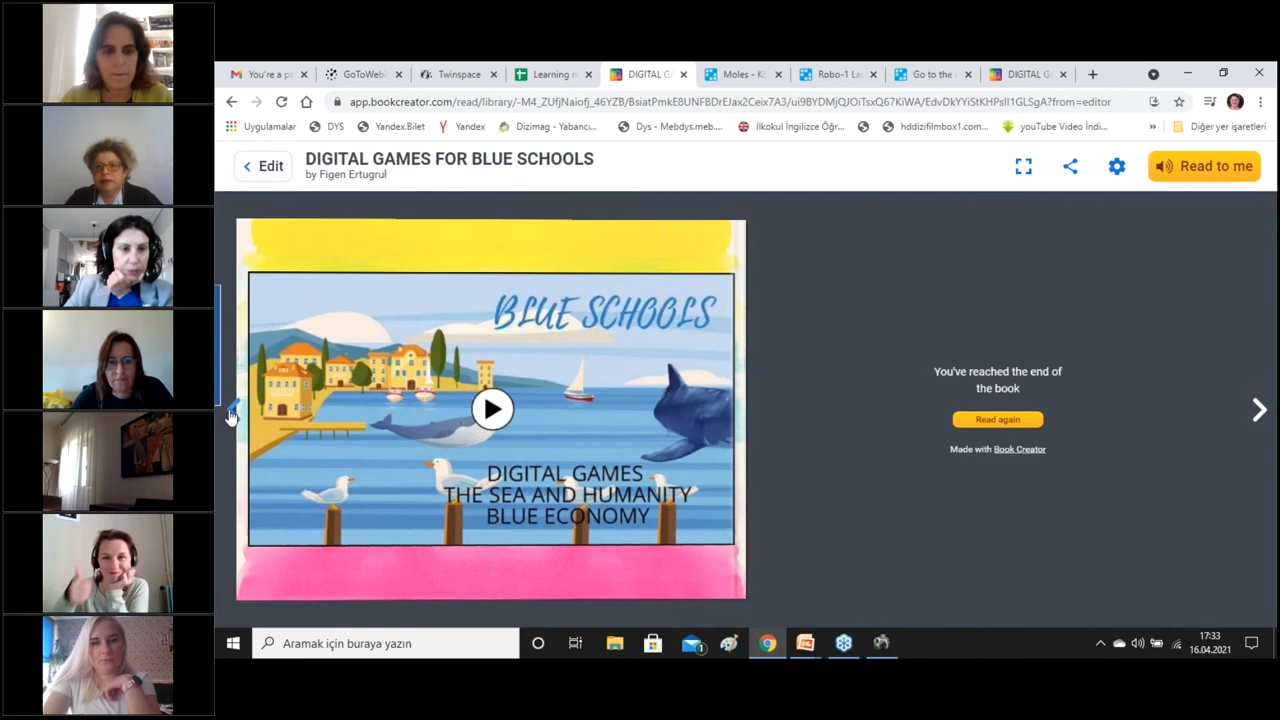 You're a p
GoToWebi
Twinspace
Learning n
DIGITAL G
Moles - K
Robo-1 La
Go to the
DIGITAL G
app.bookcreator.com/read/library/-M4_ZUfjNaiofj_46YZB/BsiatPmkE8UNFBDrEJax2Ceix7A3/ui9BYDMjQJOiTsxQ67KiWA/EdvDkYYiStKHPslI1GLSgA?from=editor
Uygulamalar
DYS
Yandex.Bilet
Yandex
Dizimag - Yabancı...
Dys - Mebdys.meb....
İlkokul İngilizce Öğr...
hddizifilmbox1.com...
youTube Video İndi...
»
Diğer yer işaretleri
Edit
DIGITAL GAMES FOR BLUE SCHOOLS
by Figen Ertugrul
Read to me
BLUE SCHOOLS
DIGITAL GAMES
THE SEA AND HUMANITY
BLUE ECONOMY
You've reached the end of
the book
Read again
Made with Book Creator
Aramak için buraya yazın
1
17:33
16.04.2021